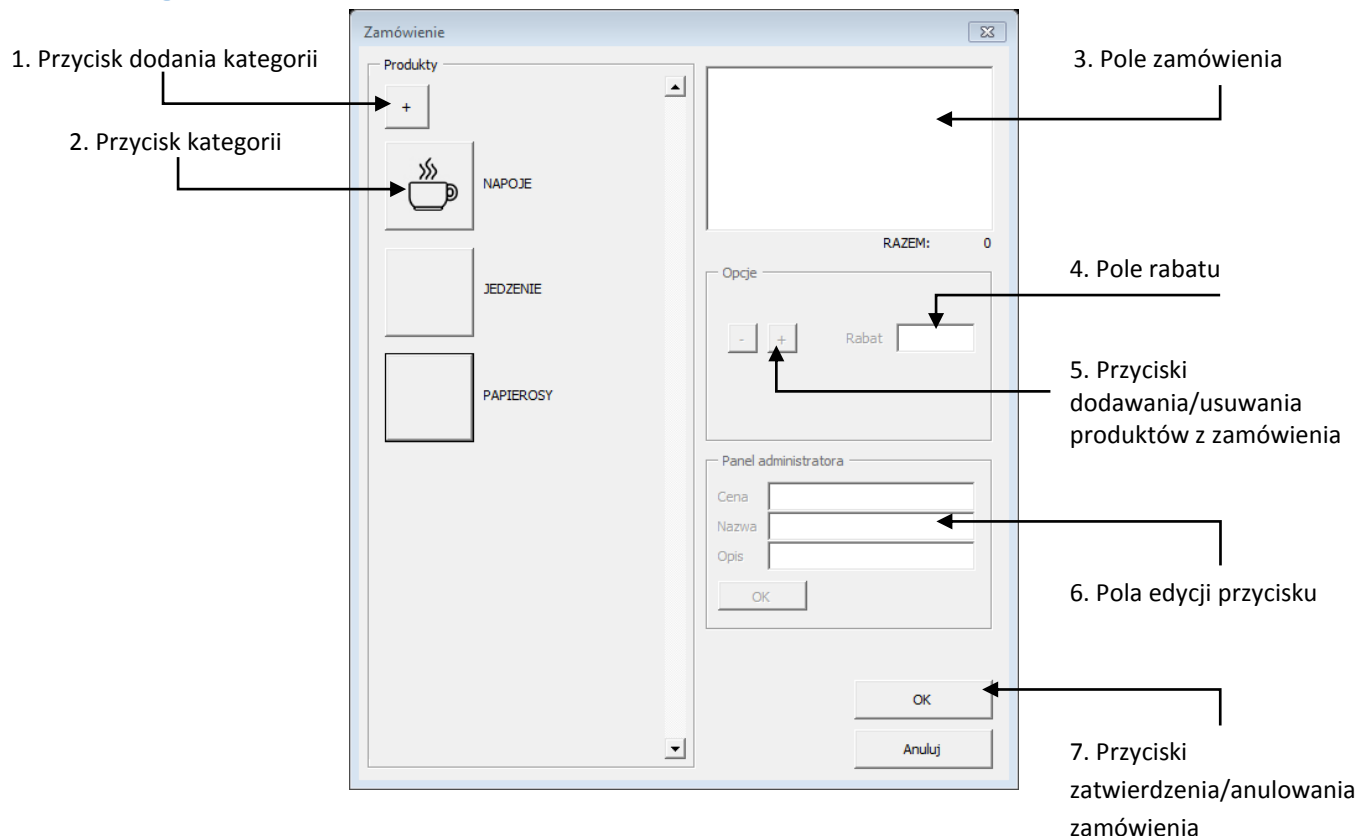 Zamówienie
1. Przycisk dodania kategorii
Produkty
3. Pole zamówienia
+
2. Przycisk kategorii
NAPOJE
RAZEM: 0
Opcje
4. Pole rabatu
JEDZENIE
- + Rabat
5. Przyciski
dodawania/usuwania
produktów z zamówienia
PAPIEROSY
Panel administratora
Cena
Nazwa
Opis
OK
6. Pola edycji przycisku
OK
Anuluj
7. Przyciski
zatwierdzenia/anulowania
zamówienia